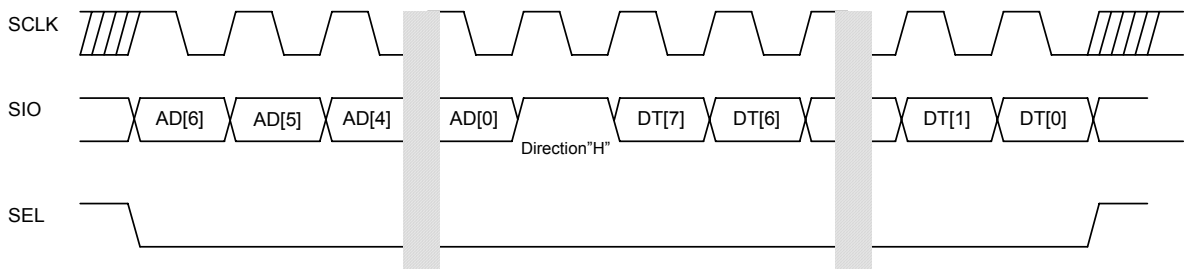 SCLK
SIO
AD[6] AD[5] AD[4] AD[0] DT[7] DT[6] DT[1] DT[0]
Direction"H"
SEL